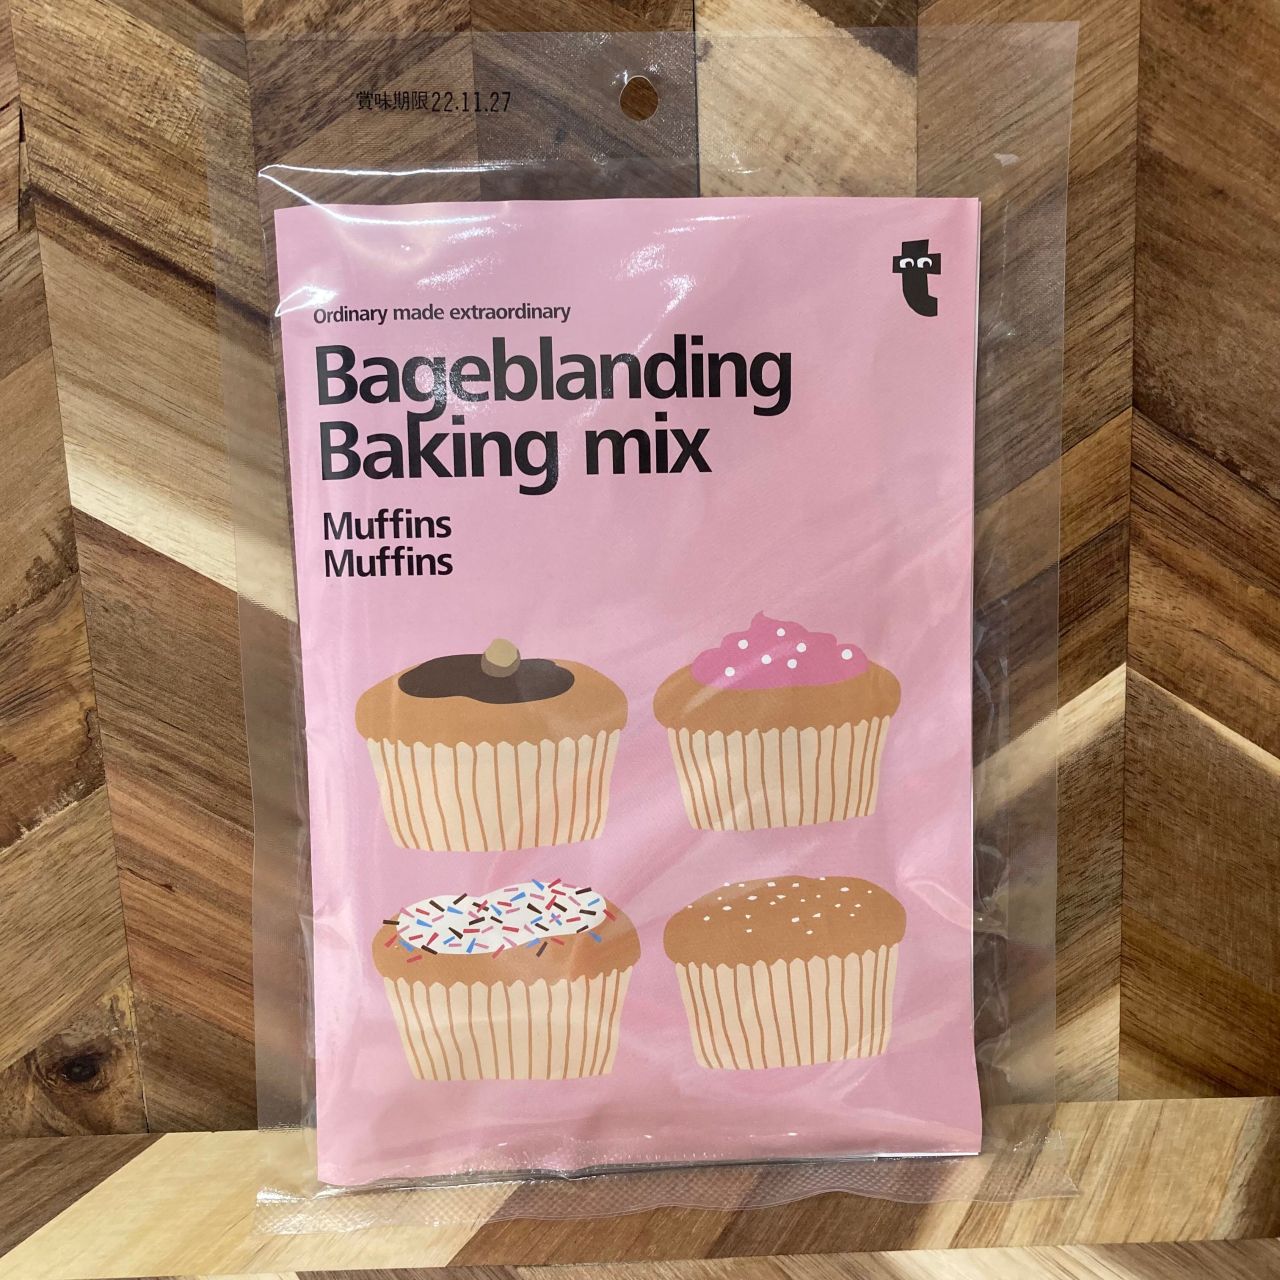 賞味期限22.11.27
Ordinary made extraordinary
Bageblanding
Baking mix
Muffins
Muffins